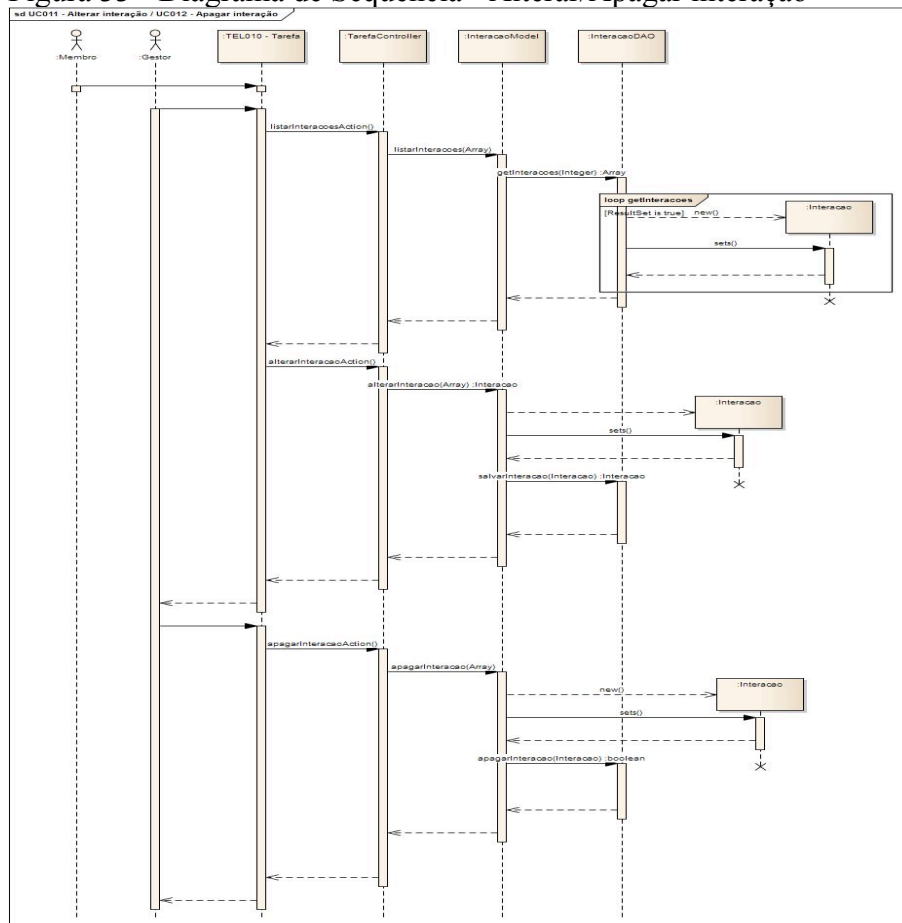 Figura 35 - Diagrama de Sequência - Alterar/Apagar interação
sd UC011 - Alterar interação / UC012 - Apagar interação
:Membro
:Gestor
:TEL010 - Tarefa
:TarefaController
:InteracaoModel
:InteracaoDAO
listarInteracoesAction()
listarInteracoes(Array)
getInteracoes(Integer) :Array
loop getInteracoes
[ResultSet is true]
new()
:Interacao
sets()
alterarInteracaoAction()
alterarInteracao(Array) :Interacao
:Interacao
sets()
salvarInteracao(Interacao) :Interacao
apagarInteracaoAction()
apagarInteracao(Array)
new()
:Interacao
sets()
apagarInteracao(Interacao) :boolean